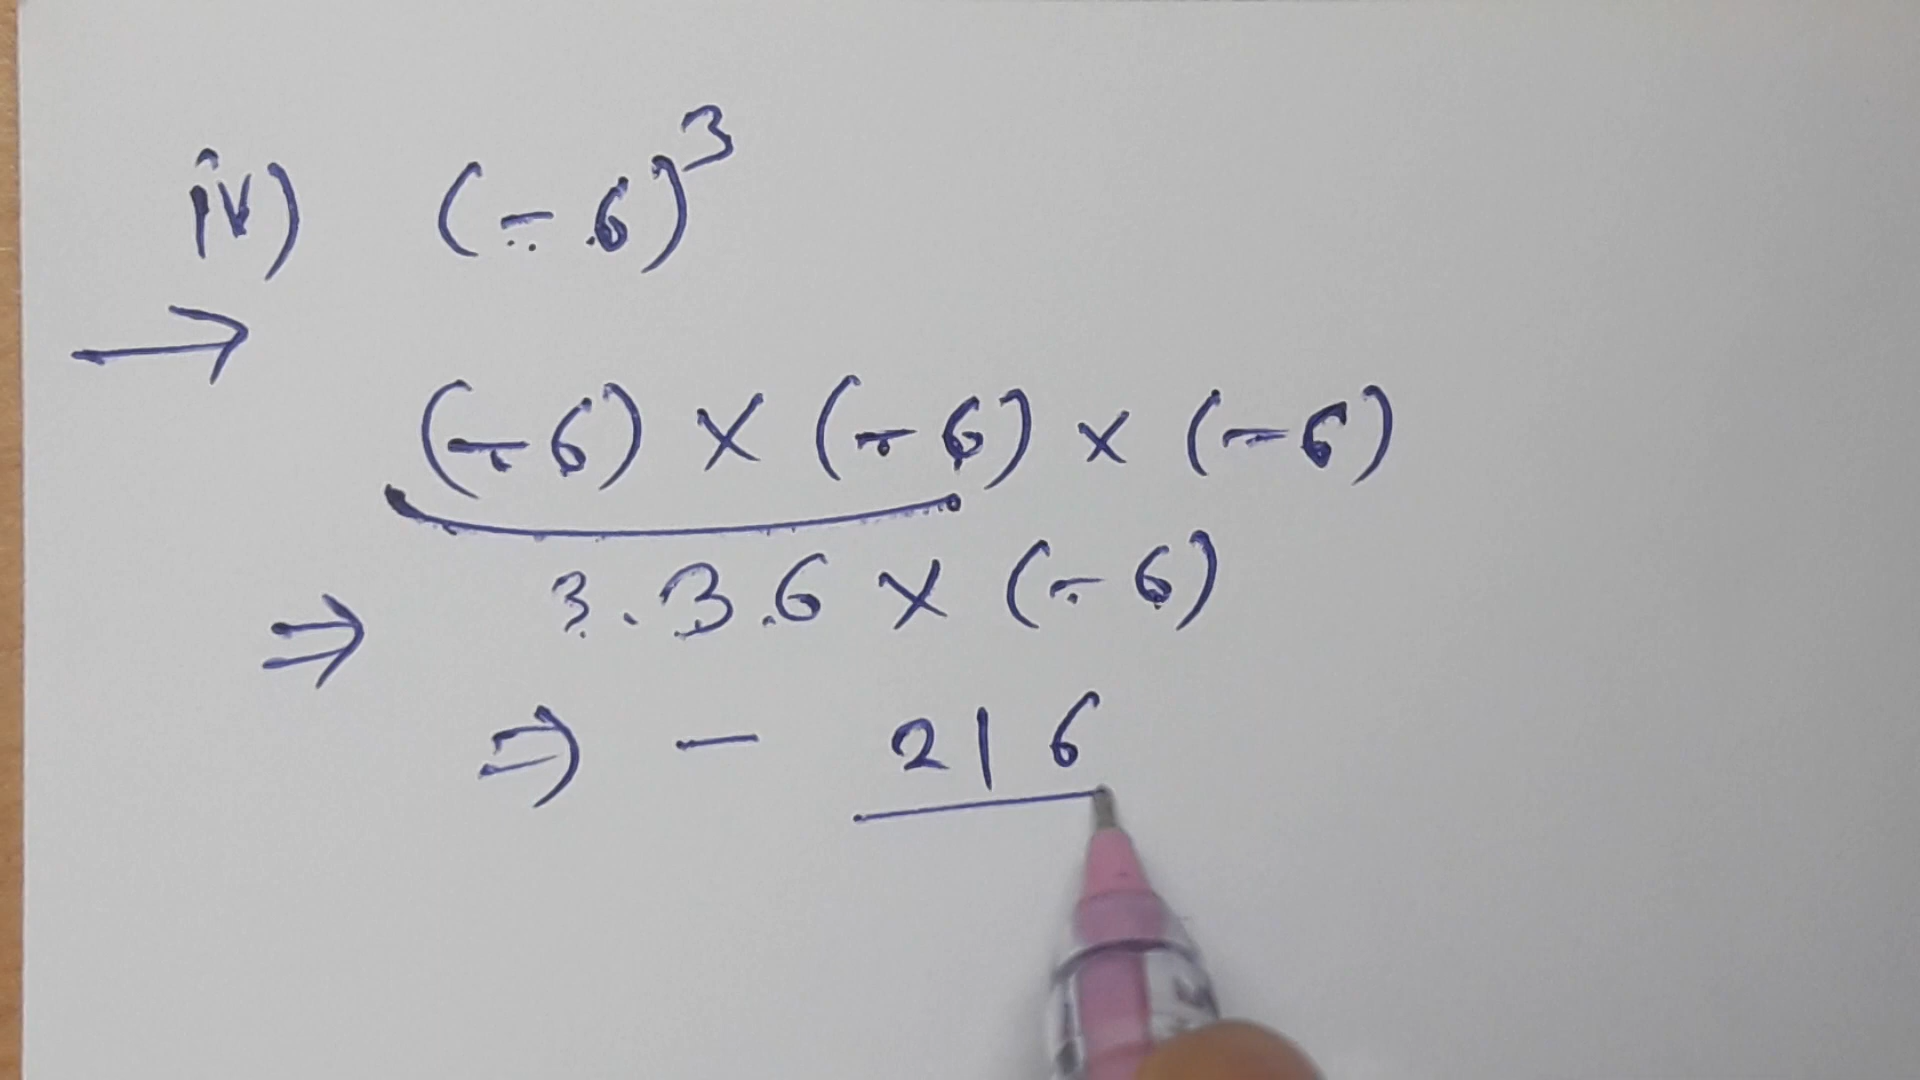 iv) (-6)³
→
(-6) × (-6) × (-6)
⇒ 3.3.6 × (-6)
⇒ - 216